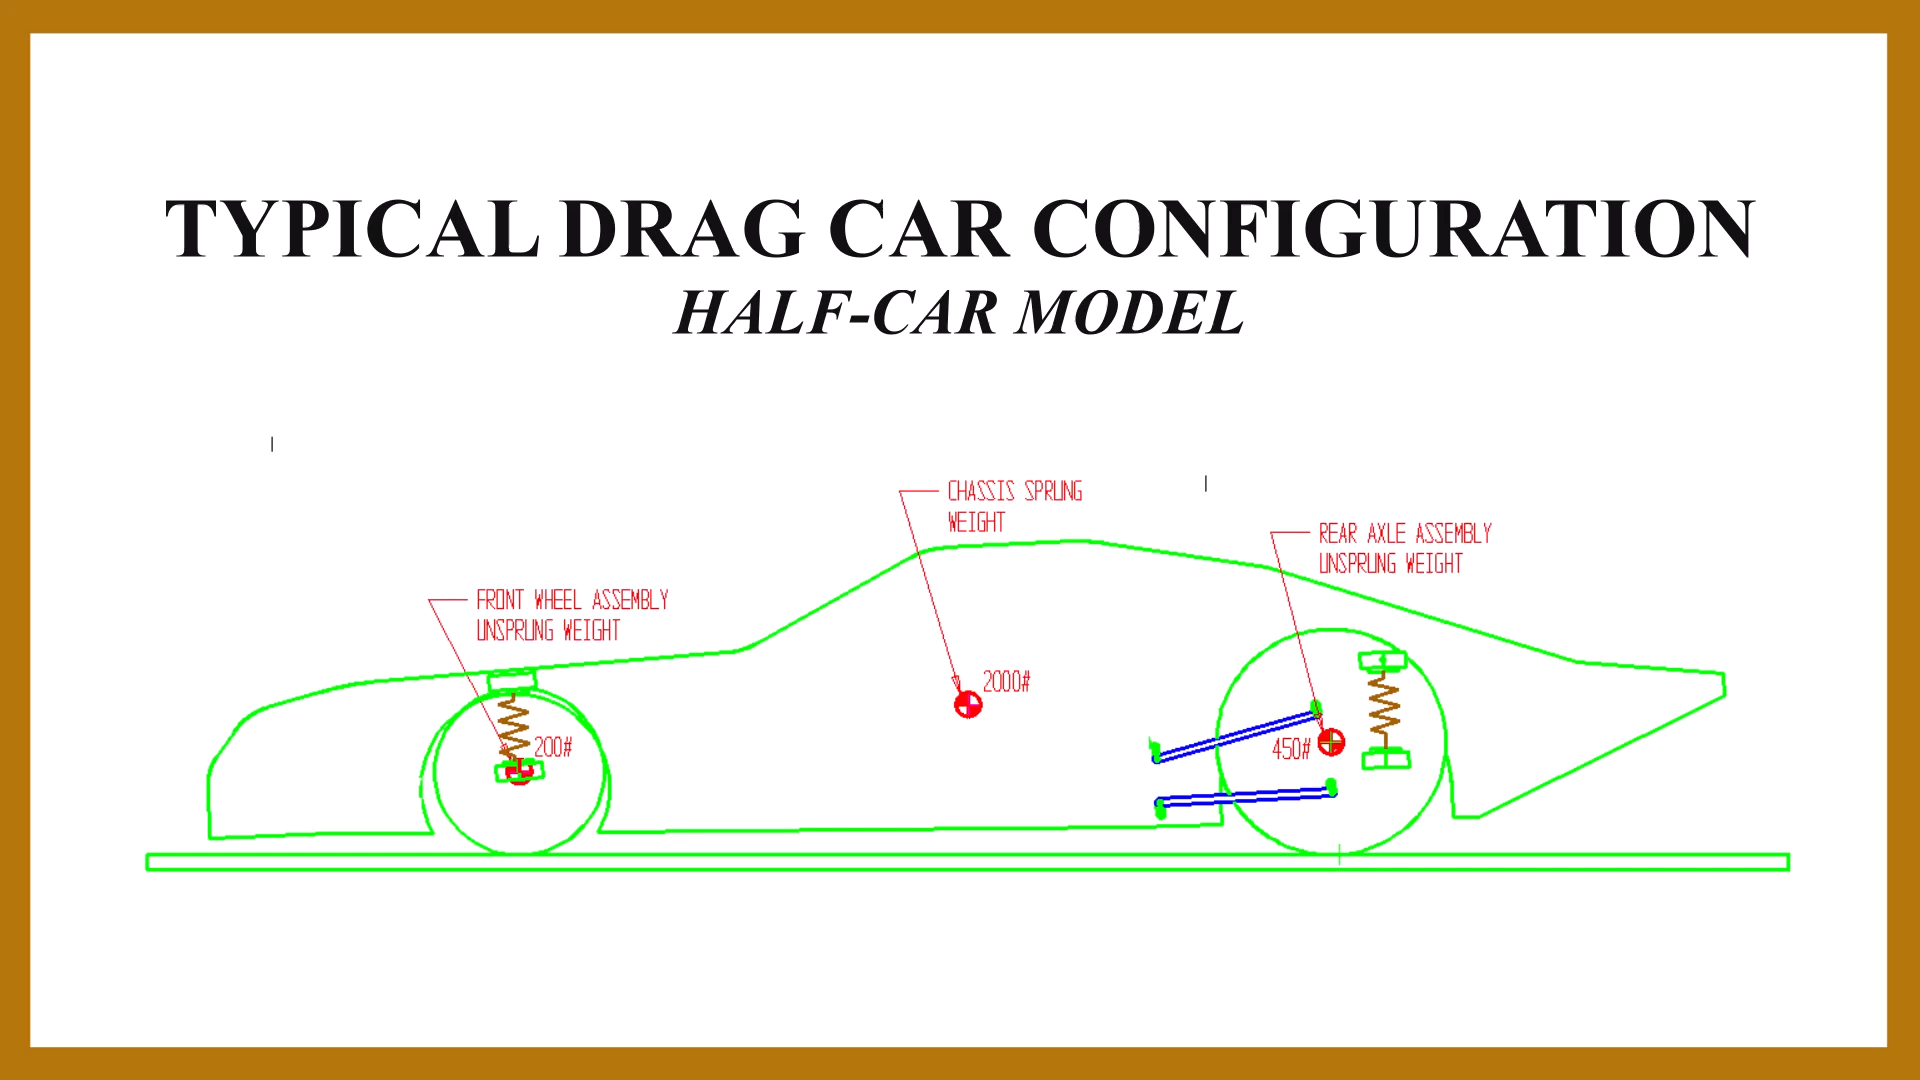 TYPICAL DRAG CAR CONFIGURATION
HALF-CAR MODEL
CHASSIS SPRUNG
WEIGHT
REAR AXLE ASSEMBLY
UNSPRUNG WEIGHT
FRONT WHEEL ASSEMBLY
UNSPRUNG WEIGHT
2000#
200#
450#